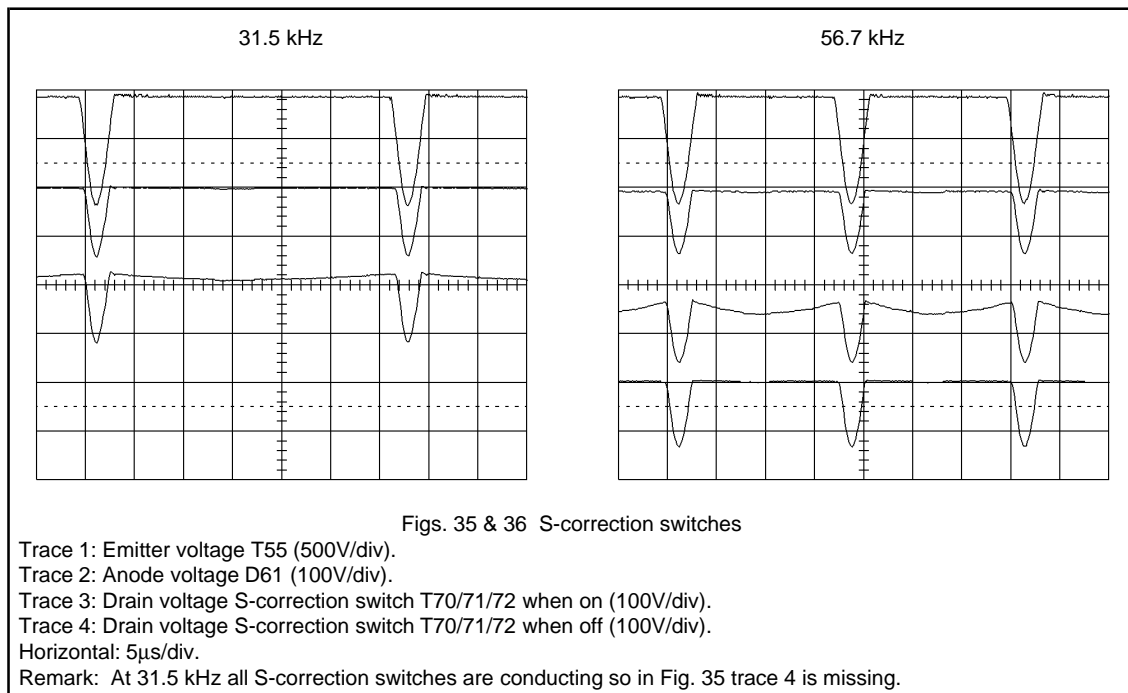 31.5 kHz
56.7 kHz
Figs. 35 & 36 S-correction switches
Trace 1: Emitter voltage T55 (500V/div).
Trace 2: Anode voltage D61 (100V/div).
Trace 3: Drain voltage S-correction switch T70/71/72 when on (100V/div).
Trace 4: Drain voltage S-correction switch T70/71/72 when off (100V/div).
Horizontal: 5μs/div.
Remark: At 31.5 kHz all S-correction switches are conducting so in Fig. 35 trace 4 is missing.